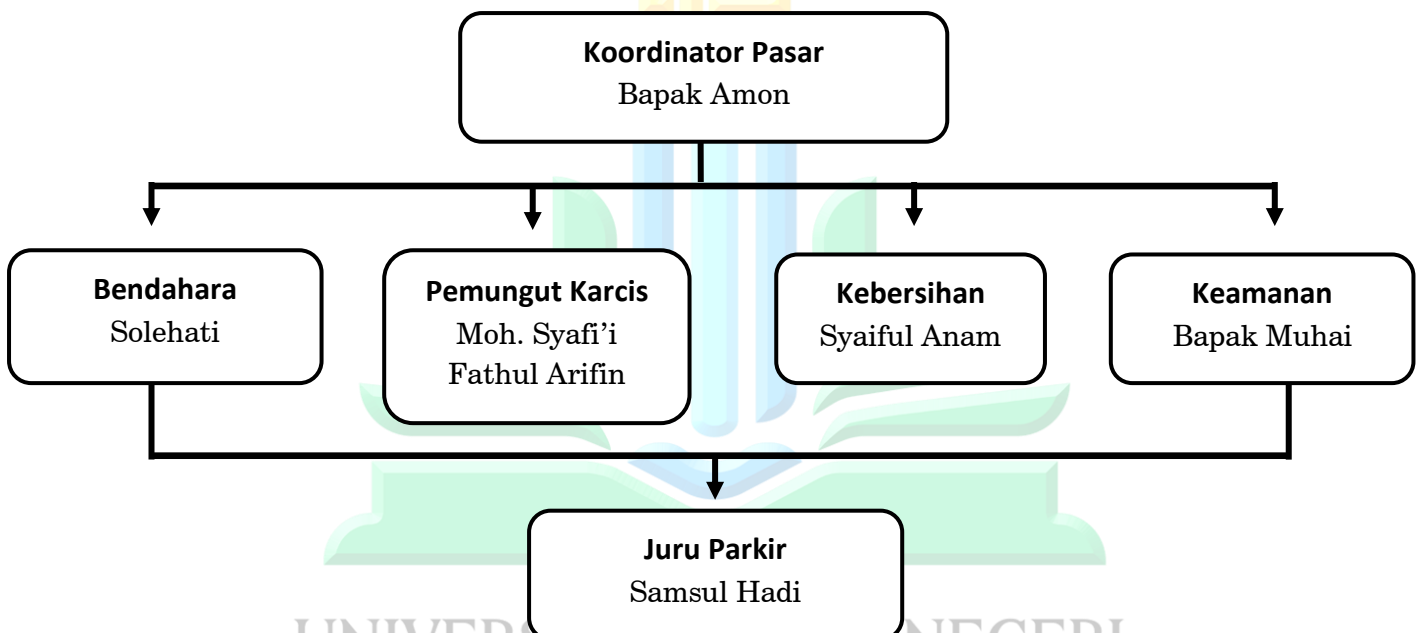 Koordinator Pasar
Bapak Amon
Bendahara
Solehati
Pemungut Karcis
Moh. Syafi’i
Fathul Arifin
Kebersihan
Syaiful Anam
Keamanan
Bapak Muhai
Juru Parkir
Samsul Hadi
NEGERI